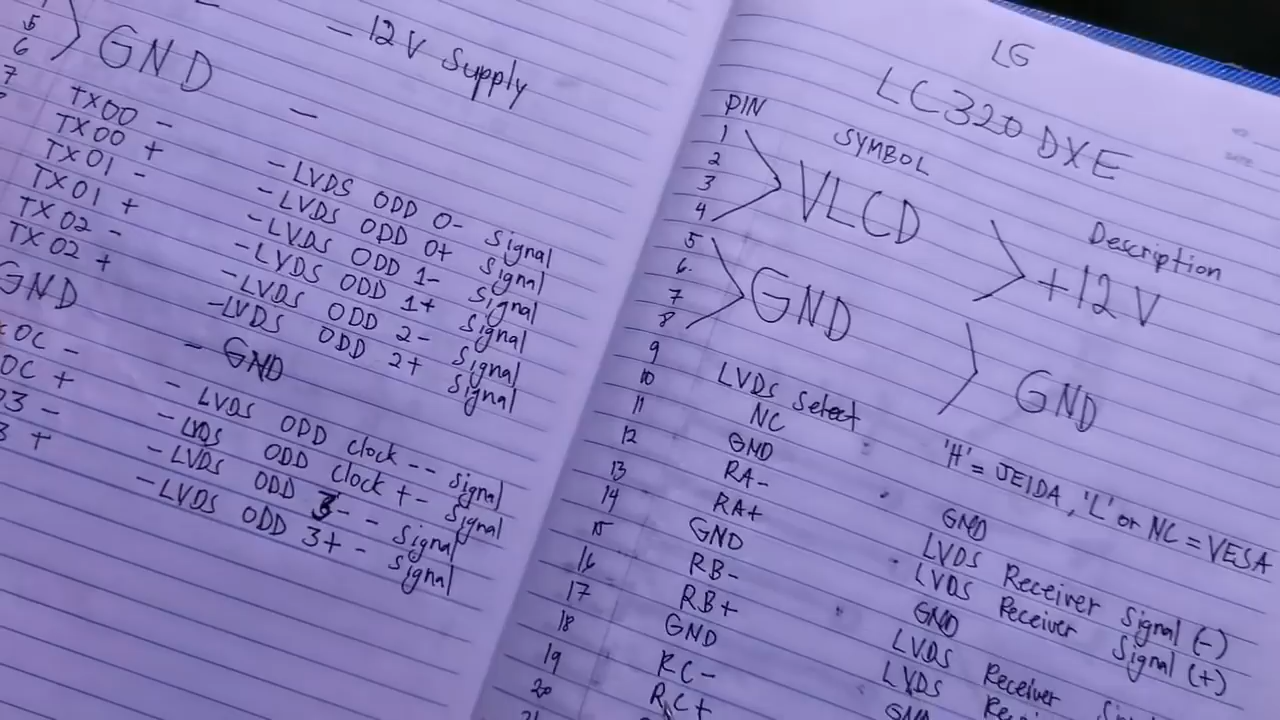 - 12V Supply
5
6 GND -
7
TX00 - - LVDS ODD 0- Signal
TX00 + - LVDS ODD 0+ Signal
TX01 - - LVDS ODD 1- Signal
TX01 + - LVDS ODD 1+ Signal
TX02 - - LVDS ODD 2- Signal
TX02 + - LVDS ODD 2+ Signal
GND - GND
OC - - LVDS ODD clock -- Signal
OC + - LVDS ODD clock +- Signal
3 - - LVDS ODD 3- - Signal
3 + - LVDS ODD 3+ - Signal
LG
LC320DXE
PIN SYMBOL Description
1
2
3 VLCD +12V
4
5
6. GND GND
7
8
9 LVDS Select 'H' = JEIDA, 'L' or NC = VESA
10 NC
11 GND GND
12 RA- LVDS Receiver Signal (-)
13 RA+ LVDS Receiver Signal (+)
14 GND GND
15 RB- LVDS Receiver
16 RB+ LVDS
17 GND GND
18 RC-
19 RC+
20
21